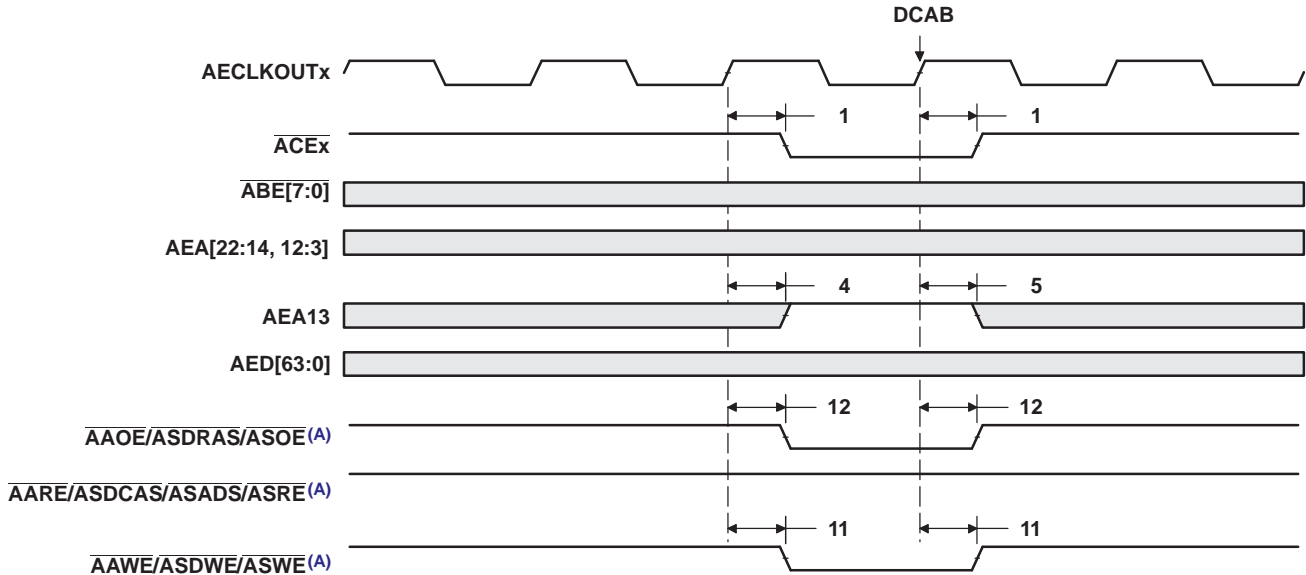 DCAB
AECLKOUTx
1 1
ACEx
ABE[7:0]
AEA[22:14, 12:3]
4 5
AEA13
AED[63:0]
12 12
AAOE/ASDRAS/ASOE(A)
AARE/ASDCAS/ASADS/ASRE(A)
11 11
AAWE/ASDWE/ASWE(A)